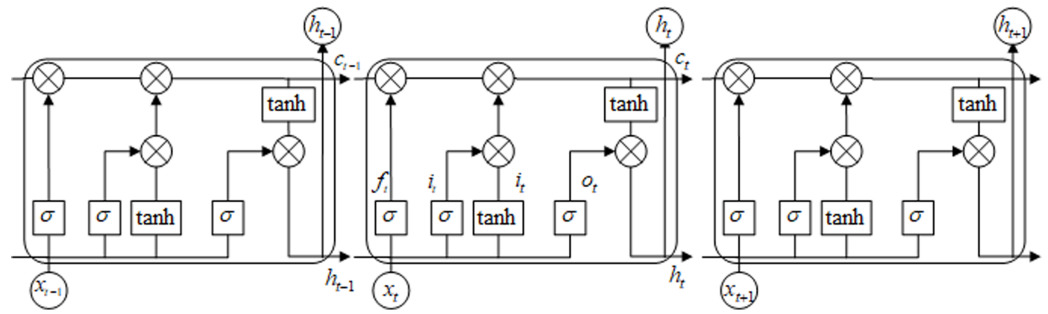 h_{t-1} h_t h_{t+1}
c_{t-1} c_t
tanh tanh tanh
f_t i_t i_t o_t
σ σ tanh σ σ σ tanh σ σ σ tanh σ
x_{t-1} h_{t-1} x_t h_t x_{t+1}